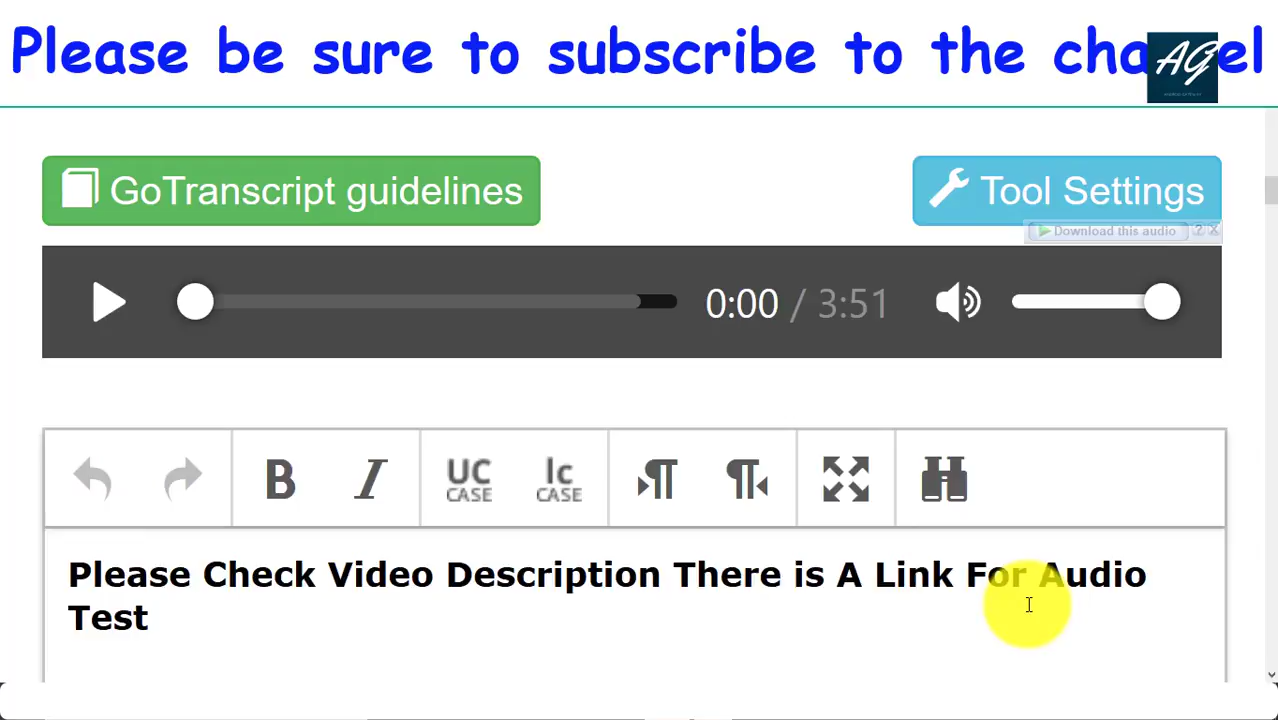 Please be sure to subscribe to the cha el
AG
GoTranscript guidelines
Tool Settings
Download this audio ? X
0:00 / 3:51
B I UC CASE lc CASE
Please Check Video Description There is A Link For Audio
Test